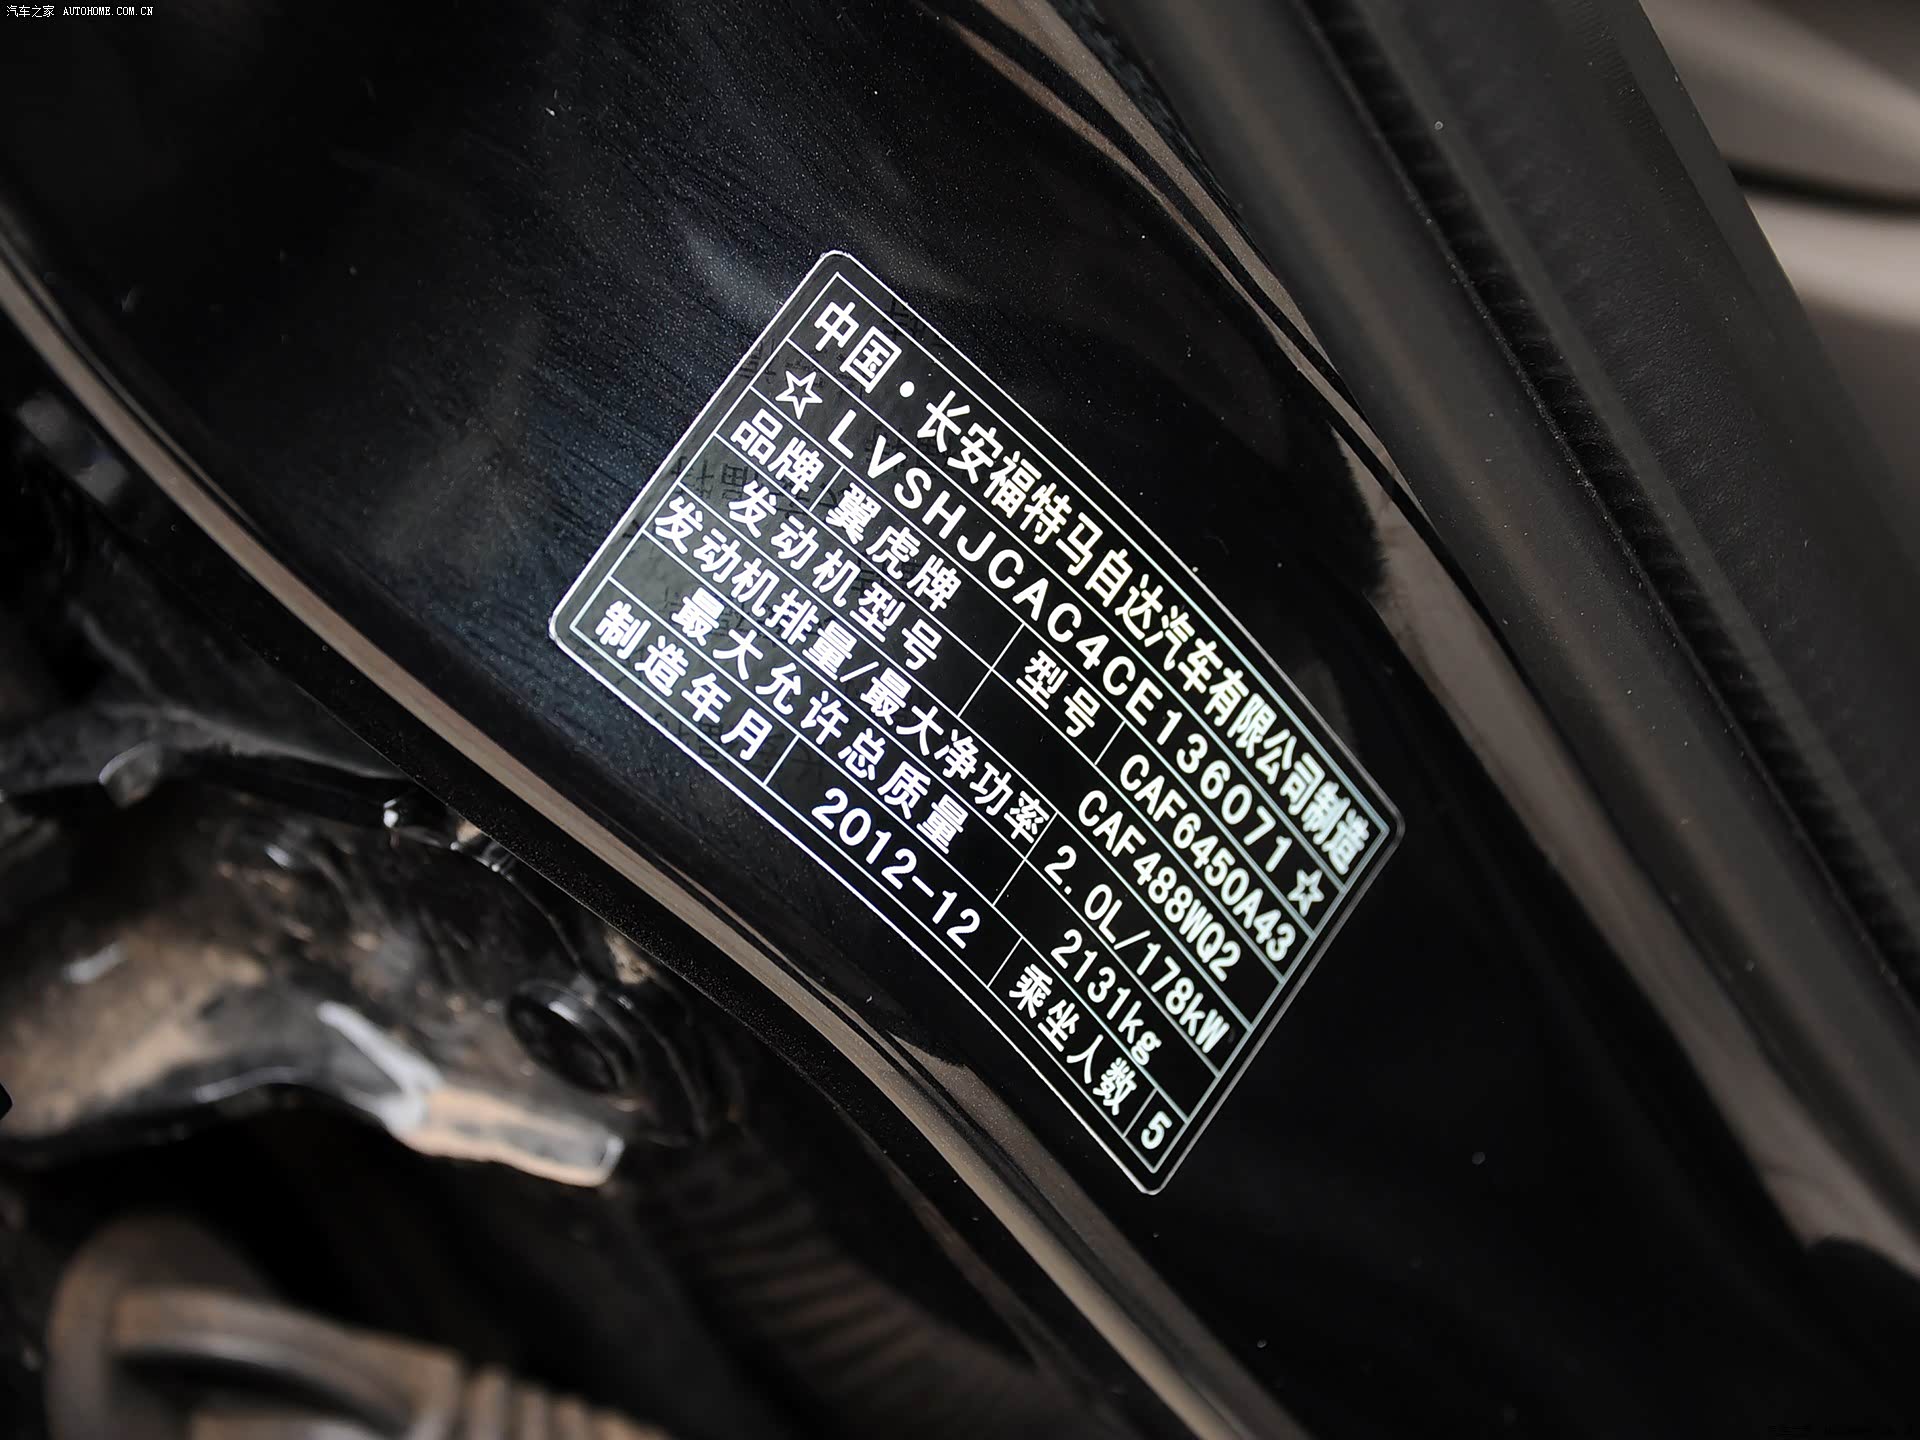 汽车之家 AUTOHOME.COM.CN
中国·长安福特马自达汽车有限公司制造
☆LVSHJCAC4CE136071☆
品牌 翼虎牌 型号 CAF6450A43
发动机型号 CAF488WQ2
发动机排量/最大净功率 2.0L/178kW
最大允许总质量 2131kg
制造年月 2012-12 乘坐人数 5